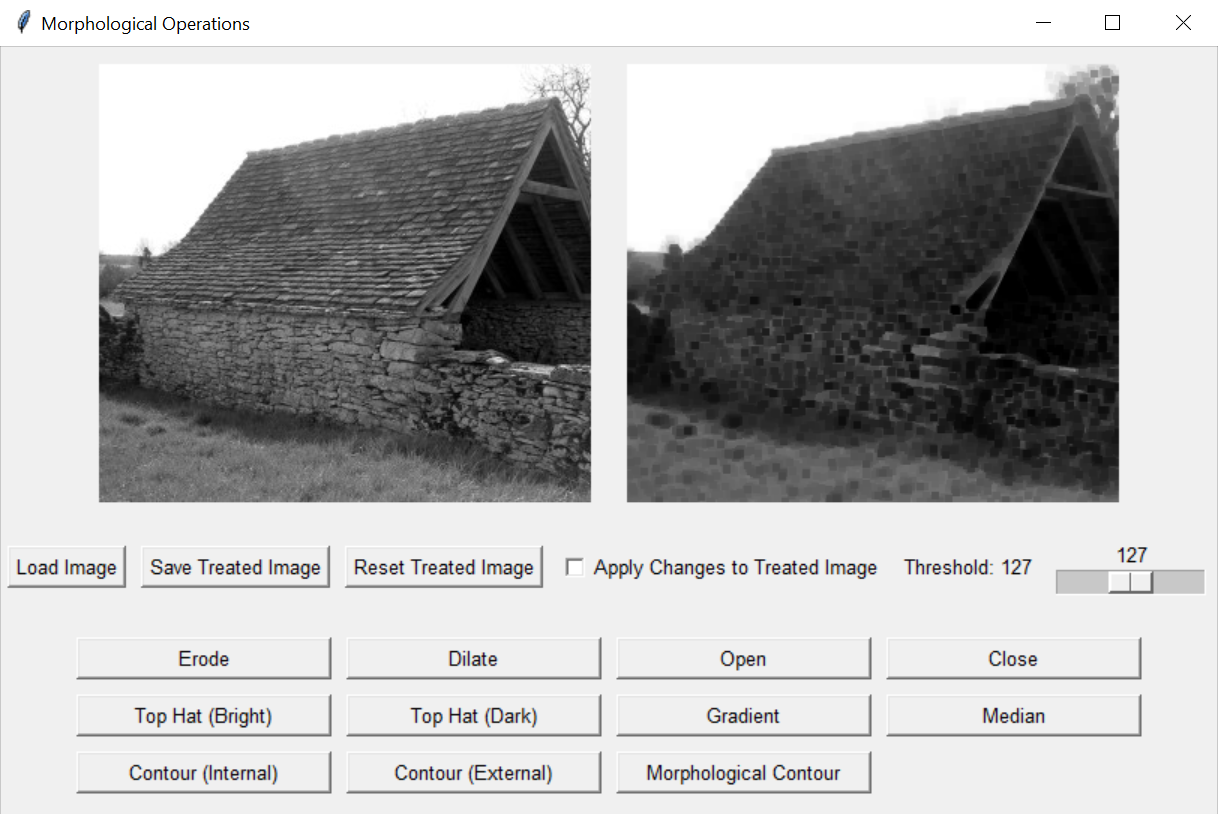 Morphological Operations
Load Image
Save Treated Image
Reset Treated Image
Apply Changes to Treated Image
Threshold: 127
127
Erode
Dilate
Open
Close
Top Hat (Bright)
Top Hat (Dark)
Gradient
Median
Contour (Internal)
Contour (External)
Morphological Contour